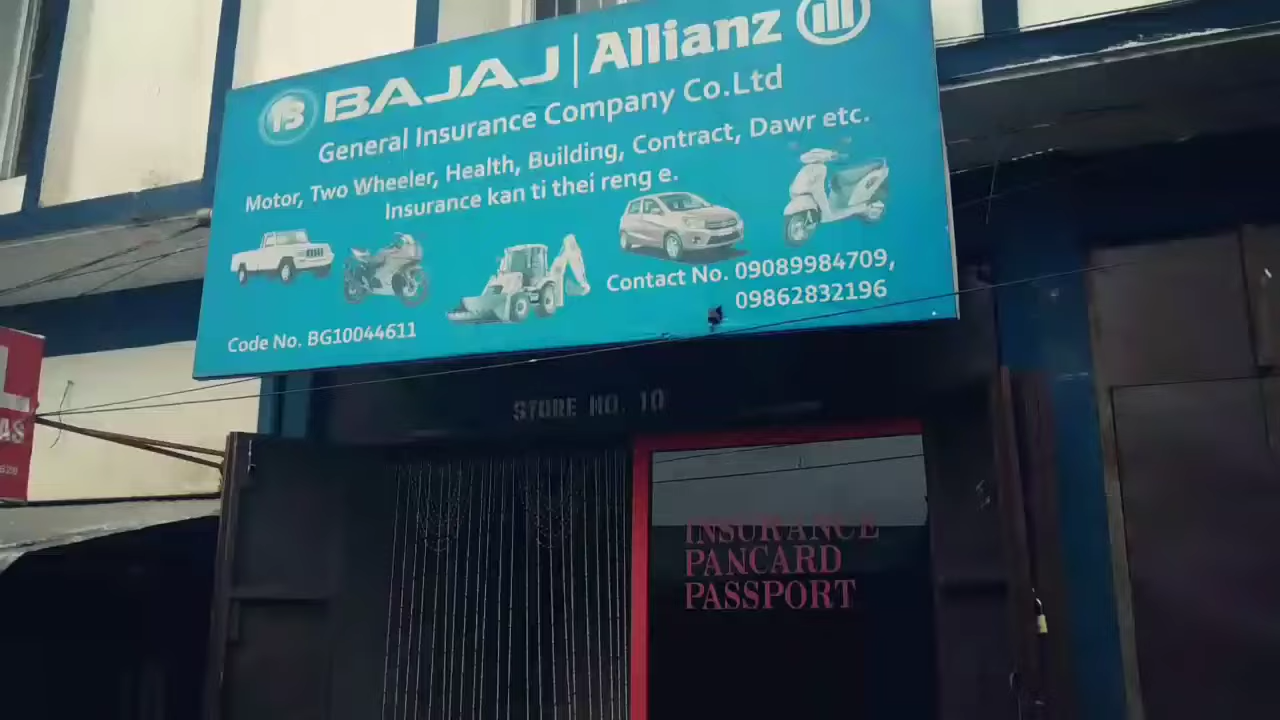 BAJAJ | Allianz
General Insurance Company Co.Ltd
Motor, Two Wheeler, Health, Building, Contract, Dawr etc.
Insurance kan ti thei reng e.
Contact No. 09089984709,
09862832196
Code No. BG10044611
STORE NO. 10
INSURANCE
PANCARD
PASSPORT
L
AS